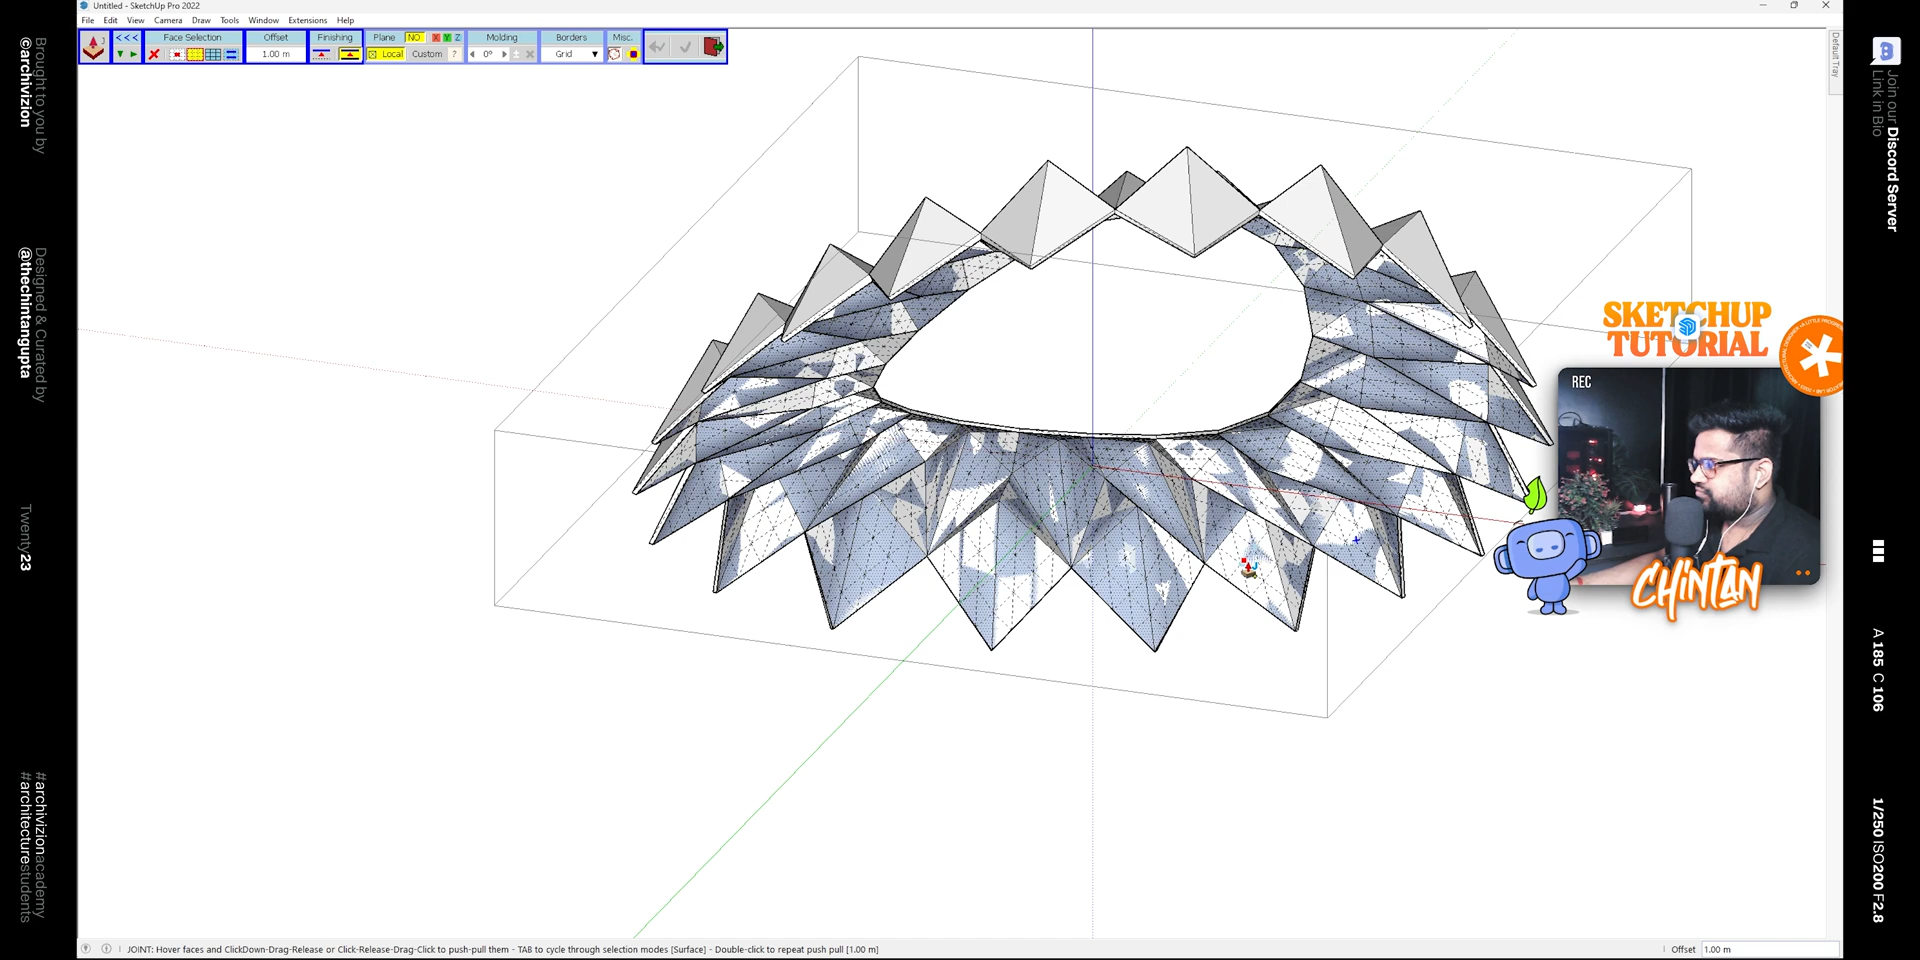 Untitled - SketchUp Pro 2022
File Edit View Camera Draw Tools Window Extensions Help
<<< Face Selection Offset Finishing Plane NO X Y Z Molding Borders Misc.
1.00 m Local Custom ? 0° Grid
Default Tray
Brought to you by
@archivizion
Designed & Curated by
@thechintangupta
Twenty23
#archivizionacademy
#architecturestudents
Join our Discord Server
Link in Bio
SKETCHUP
TUTORIAL
REC
CHINTAN
A 185 C 106
1/250 ISO200 F2.8
JOINT: Hover faces and ClickDown-Drag-Release or Click-Release-Drag-Click to push-pull them - TAB to cycle through selection modes [Surface] - Double-click to repeat push pull [1.00 m]
Offset 1.00 m